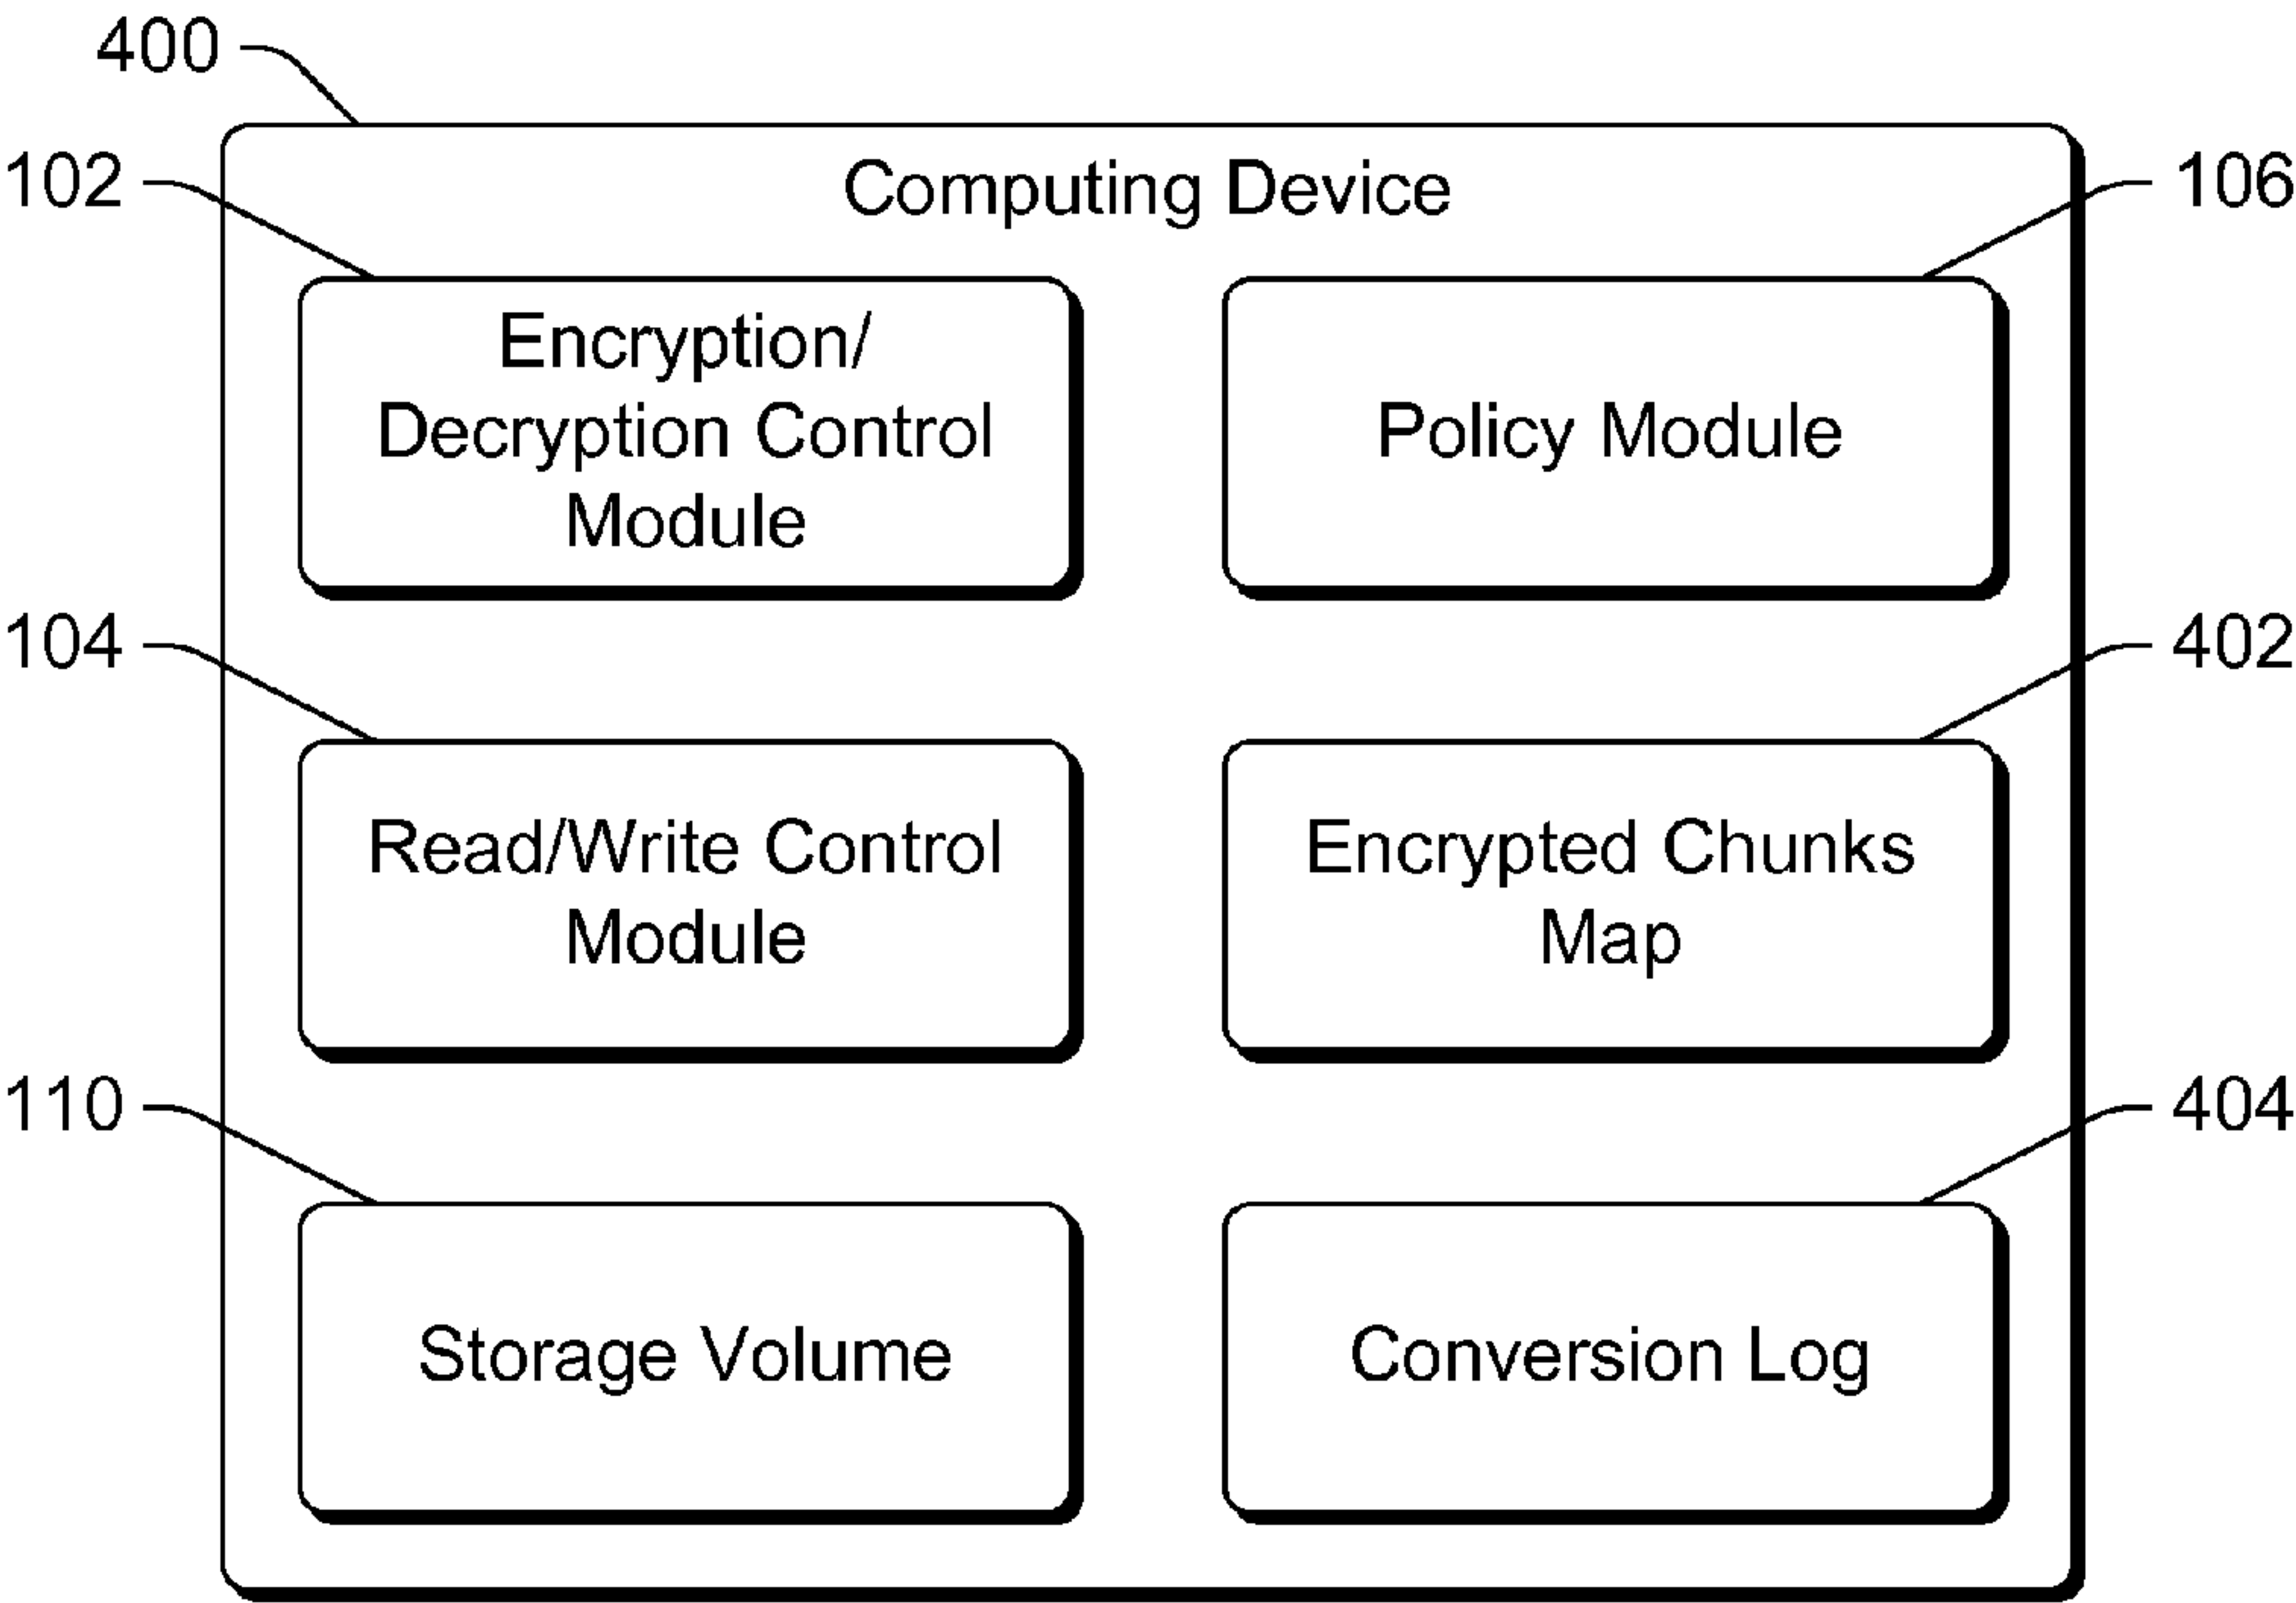 400
Computing Device
102
106
Encryption/
Decryption Control
Module
Policy Module
104
402
Read/Write Control
Module
Encrypted Chunks
Map
110
404
Storage Volume
Conversion Log